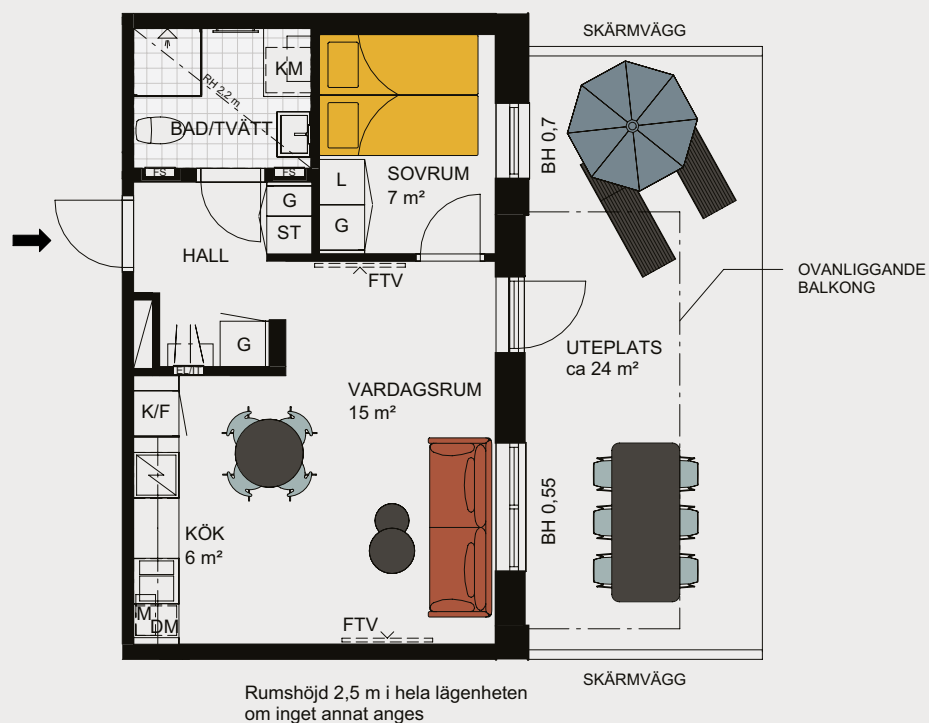 SKÄRMVÄGG
KM
RH 2,2 m
BAD/TVÄTT
FS
FS
BH 0,7
SOVRUM
7 m²
L
G
G
ST
HALL
FTV
OVANLIGGANDE
BALKONG
G
EL/IT
UTEPLATS
ca 24 m²
VARDAGSRUM
15 m²
K/F
BH 0,55
KÖK
6 m²
M
DM
FTV
SKÄRMVÄGG
Rumshöjd 2,5 m i hela lägenheten
om inget annat anges